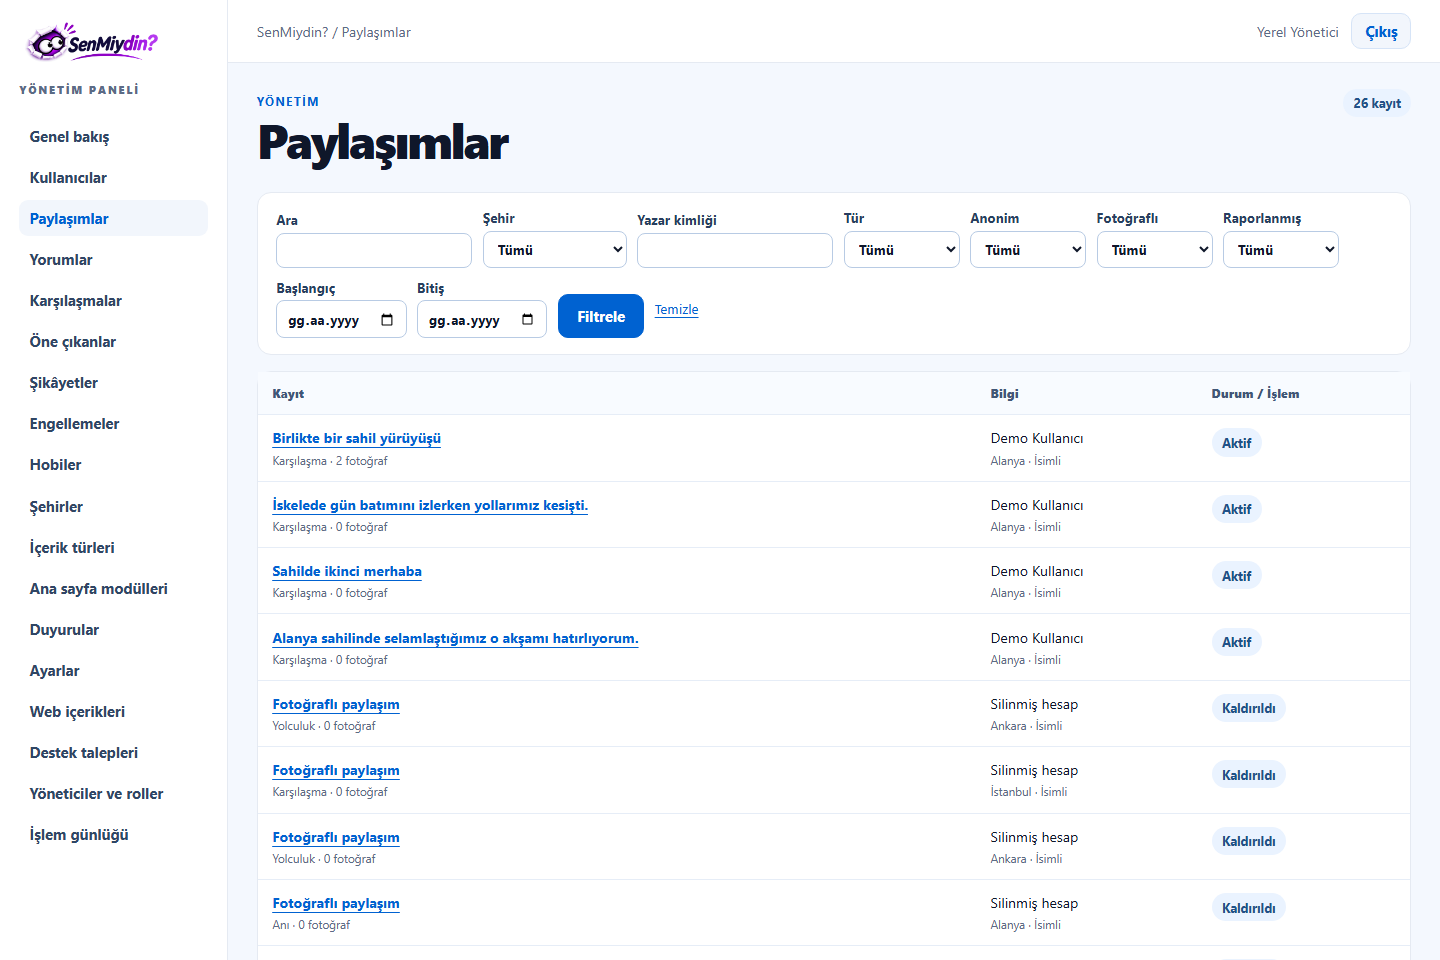 SenMiydin?
YÖNETİM PANELİ
Genel bakış
Kullanıcılar
Paylaşımlar
Yorumlar
Karşılaşmalar
Öne çıkanlar
Şikâyetler
Engellemeler
Hobiler
Şehirler
İçerik türleri
Ana sayfa modülleri
Duyurular
Ayarlar
Web içerikleri
Destek talepleri
Yöneticiler ve roller
İşlem günlüğü
SenMiydin? / Paylaşımlar
Yerel Yönetici Çıkış
YÖNETİM
26 kayıt
Paylaşımlar
Ara Şehir Yazar kimliği Tür Anonim Fotoğraflı Raporlanmış
Tümü Tümü Tümü Tümü Tümü
Başlangıç Bitiş
gg.aa.yyyy gg.aa.yyyy Filtrele Temizle
Kayıt Bilgi Durum / İşlem
Birlikte bir sahil yürüyüşü Demo Kullanıcı Aktif
Karşılaşma · 2 fotoğraf Alanya · İsimli
İskelede gün batımını izlerken yollarımız kesişti. Demo Kullanıcı Aktif
Karşılaşma · 0 fotoğraf Alanya · İsimli
Sahilde ikinci merhaba Demo Kullanıcı Aktif
Karşılaşma · 0 fotoğraf Alanya · İsimli
Alanya sahilinde selamlaştığımız o akşamı hatırlıyorum. Demo Kullanıcı Aktif
Karşılaşma · 0 fotoğraf Alanya · İsimli
Fotoğraflı paylaşım Silinmiş hesap Kaldırıldı
Yolculuk · 0 fotoğraf Ankara · İsimli
Fotoğraflı paylaşım Silinmiş hesap Kaldırıldı
Karşılaşma · 0 fotoğraf İstanbul · İsimli
Fotoğraflı paylaşım Silinmiş hesap Kaldırıldı
Yolculuk · 0 fotoğraf Ankara · İsimli
Fotoğraflı paylaşım Silinmiş hesap Kaldırıldı
Anı · 0 fotoğraf Alanya · İsimli